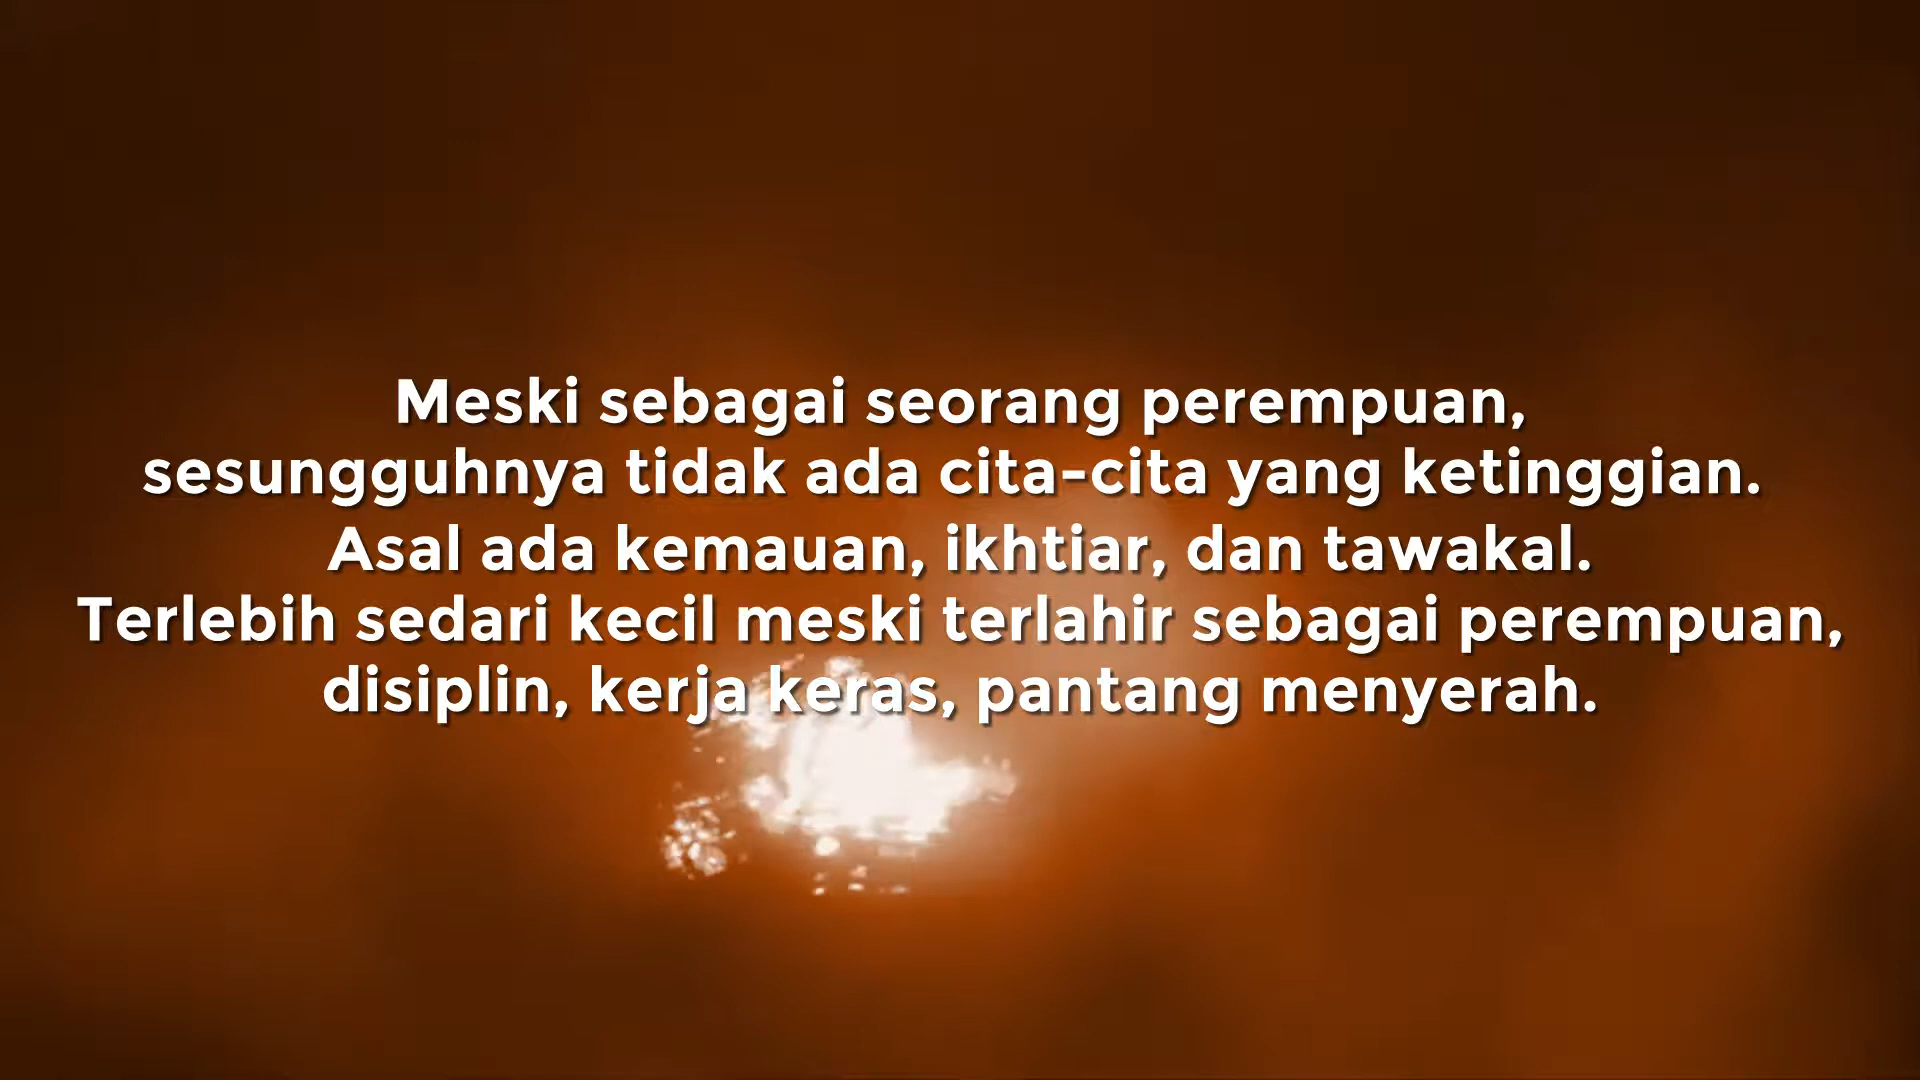 Meski sebagai seorang perempuan,
sesungguhnya tidak ada cita-cita yang ketinggian.
Asal ada kemauan, ikhtiar, dan tawakal.
Terlebih sedari kecil meski terlahir sebagai perempuan,
disiplin, kerja keras, pantang menyerah.